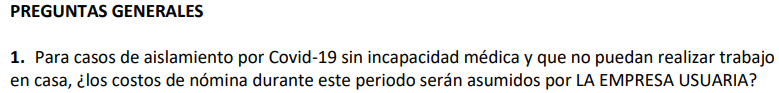 PREGUNTAS GENERALES
1. Para casos de aislamiento por Covid-19 sin incapacidad médica y que no puedan realizar trabajo
en casa, ¿los costos de nómina durante este periodo serán asumidos por LA EMPRESA USUARIA?